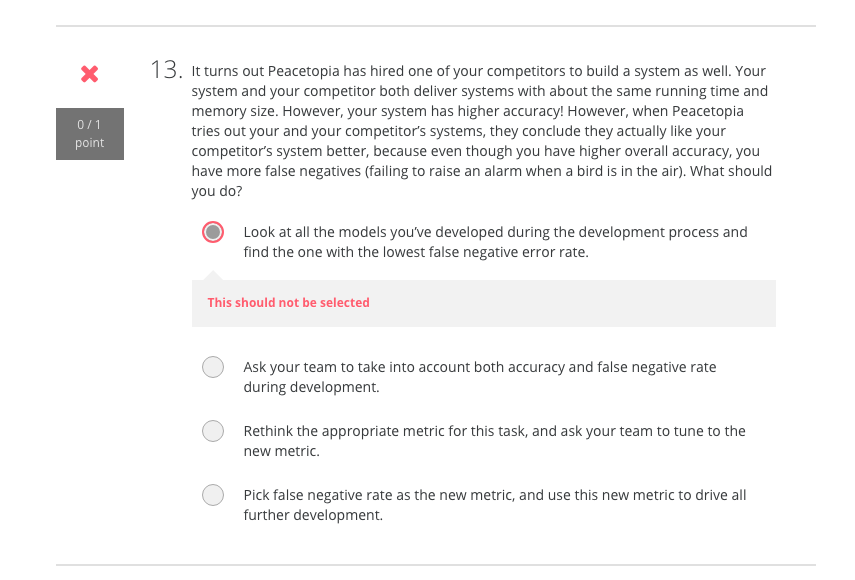 13. It turns out Peacetopia has hired one of your competitors to build a system as well. Your
system and your competitor both deliver systems with about the same running time and
memory size. However, your system has higher accuracy! However, when Peacetopia
tries out your and your competitor’s systems, they conclude they actually like your
competitor’s system better, because even though you have higher overall accuracy, you
have more false negatives (failing to raise an alarm when a bird is in the air). What should
you do?
0 / 1
point
Look at all the models you’ve developed during the development process and
find the one with the lowest false negative error rate.
This should not be selected
Ask your team to take into account both accuracy and false negative rate
during development.
Rethink the appropriate metric for this task, and ask your team to tune to the
new metric.
Pick false negative rate as the new metric, and use this new metric to drive all
further development.